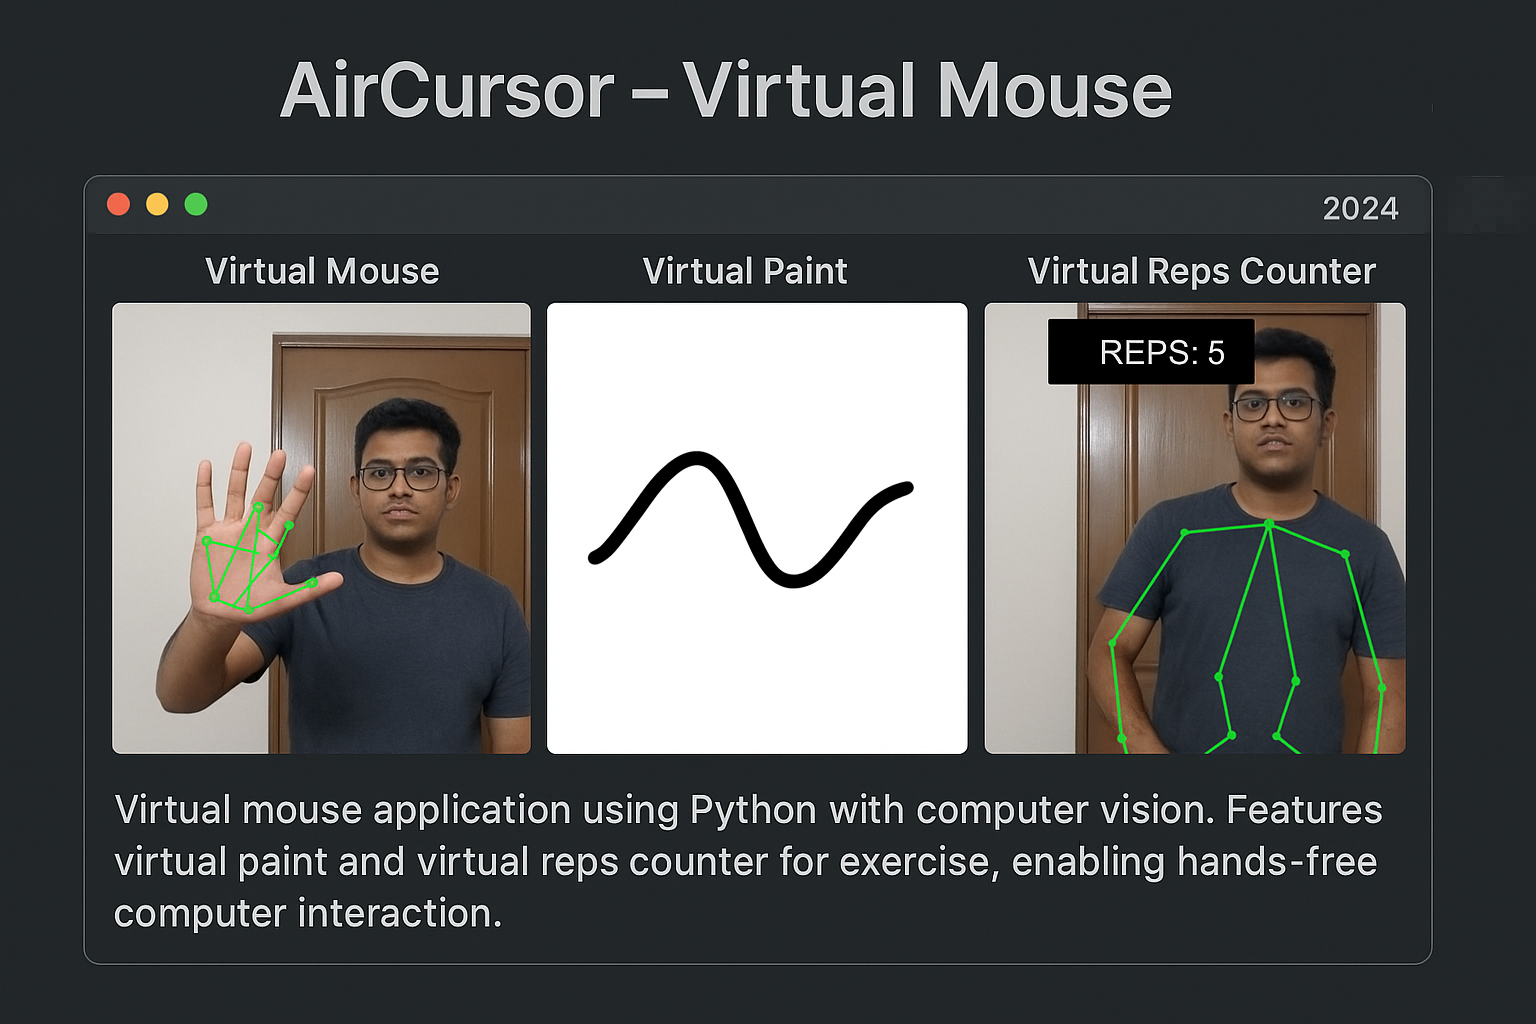 AirCursor – Virtual Mouse
2024
Virtual Mouse
Virtual Paint
Virtual Reps Counter
REPS: 5
Virtual mouse application using Python with computer vision. Features
virtual paint and virtual reps counter for exercise, enabling hands-free
computer interaction.